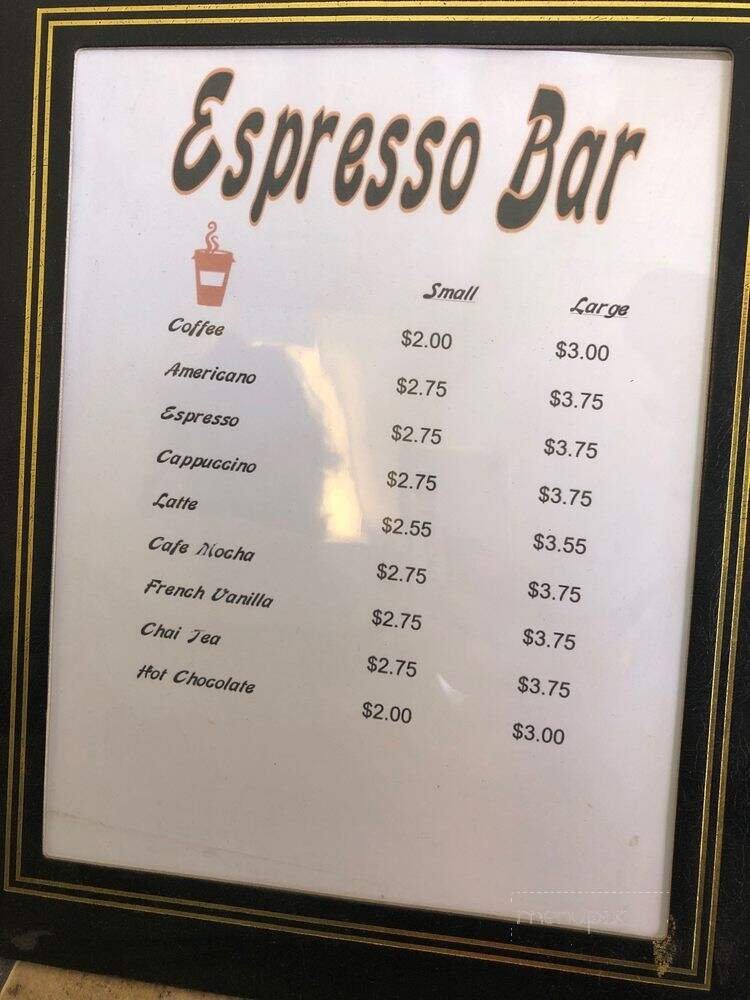 Espresso Bar
Small Large
Coffee $2.00 $3.00
Americano $2.75 $3.75
Espresso $2.75 $3.75
Cappuccino $2.75 $3.75
Latte $2.55 $3.55
Cafe Mocha $2.75 $3.75
French Vanilla $2.75 $3.75
Chai Tea $2.75 $3.75
Hot Chocolate $2.00 $3.00
menupix